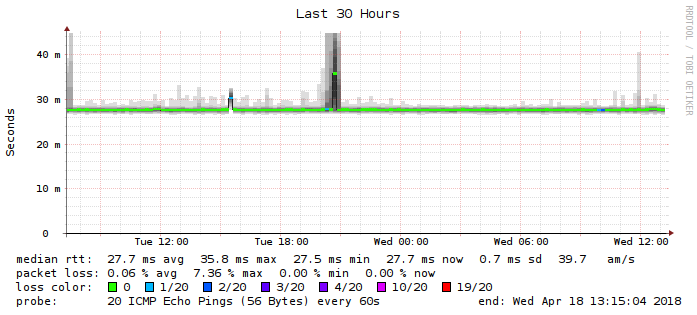 Last 30 Hours
RRDTOOL / TOBI OETIKER
Seconds
40 m
30 m
20 m
10 m
0
Tue 12:00 Tue 18:00 Wed 00:00 Wed 06:00 Wed 12:00
median rtt: 27.7 ms avg 35.8 ms max 27.5 ms min 27.7 ms now 0.7 ms sd 39.7 am/s
packet loss: 0.06 % avg 7.36 % max 0.00 % min 0.00 % now
loss color: 0 1/20 2/20 3/20 4/20 10/20 19/20
probe: 20 ICMP Echo Pings (56 Bytes) every 60s end: Wed Apr 18 13:15:04 2018